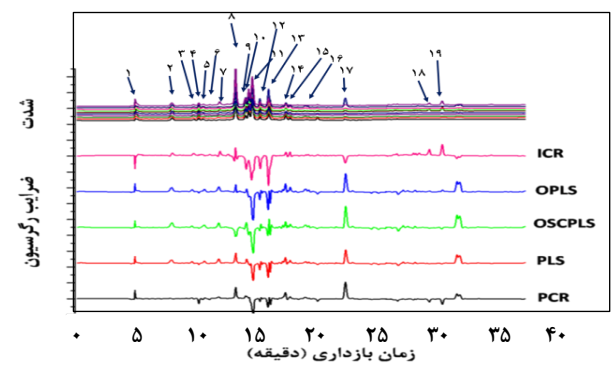 ۸
۹
۱۰
۱۱
۱۲
۱
۲
۳
۴
۵
۶
۷
۱۳
۱۴
۱۵
۱۶
۱۷
۱۸
۱۹
شدت
ضرایب رگرسیون
ICR
OPLS
OSCPLS
PLS
PCR
۰ ۵ ۱۰ ۱۵ ۲۰ ۲۵ ۳۰ ۳۵ ۴۰
زمان بازداری (دقیقه)